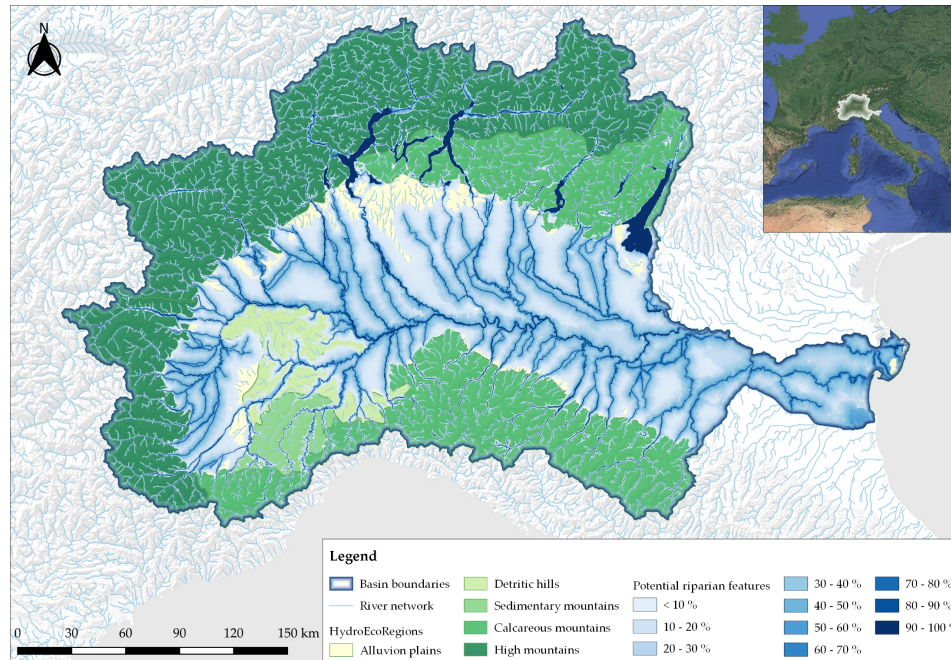 N
0 30 60 90 120 150 km
Legend
Basin boundaries
River network
HydroEcoRegions
Alluvion plains
Detritic hills
Sedimentary mountains
Calcareous mountains
High mountains
Potential riparian features
< 10 %
10 - 20 %
20 - 30 %
30 - 40 %
40 - 50 %
50 - 60 %
60 - 70 %
70 - 80 %
80 - 90 %
90 - 100 %